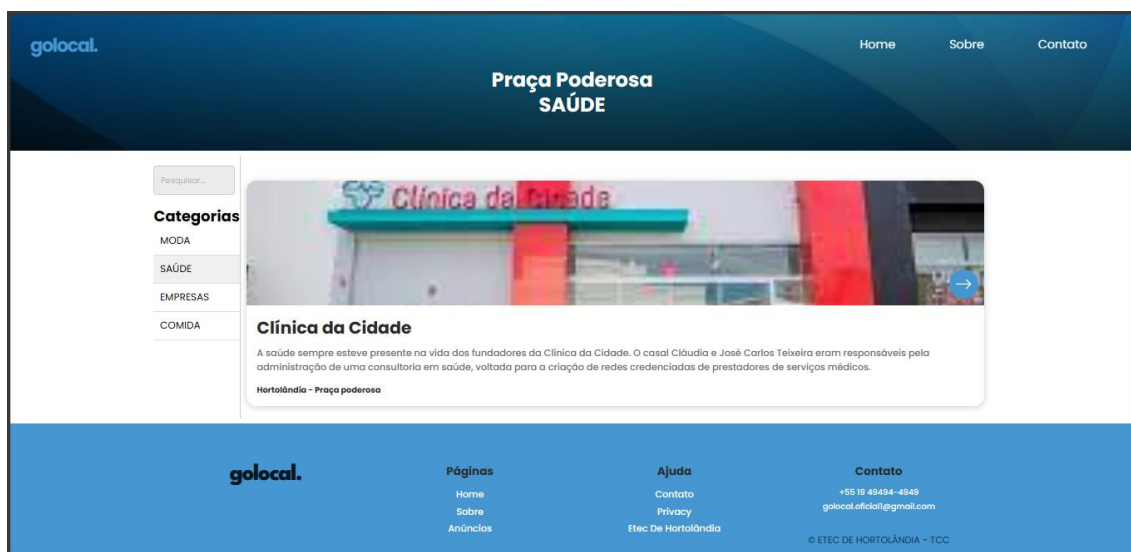 golocal.
Home
Sobre
Contato
Praça Poderosa
SAÚDE
Pesquisar...
Categorias
MODA
SAÚDE
EMPRESAS
COMIDA
Clínica da Cidade
Clínica da Cidade
A saúde sempre esteve presente na vida dos fundadores da Clínica da Cidade. O casal Cláudia e José Carlos Teixeira eram responsáveis pela
administração de uma consultoria em saúde, voltada para a criação de redes credenciadas de prestadores de serviços médicos.
Hortolândia - Praça poderosa
golocal.
Páginas
Home
Sobre
Anúncios
Ajuda
Contato
Privacy
Etec De Hortolândia
Contato
+55 19 49494-4949
golocal.oficial1@gmail.com
© ETEC DE HORTOLÂNDIA - TCC